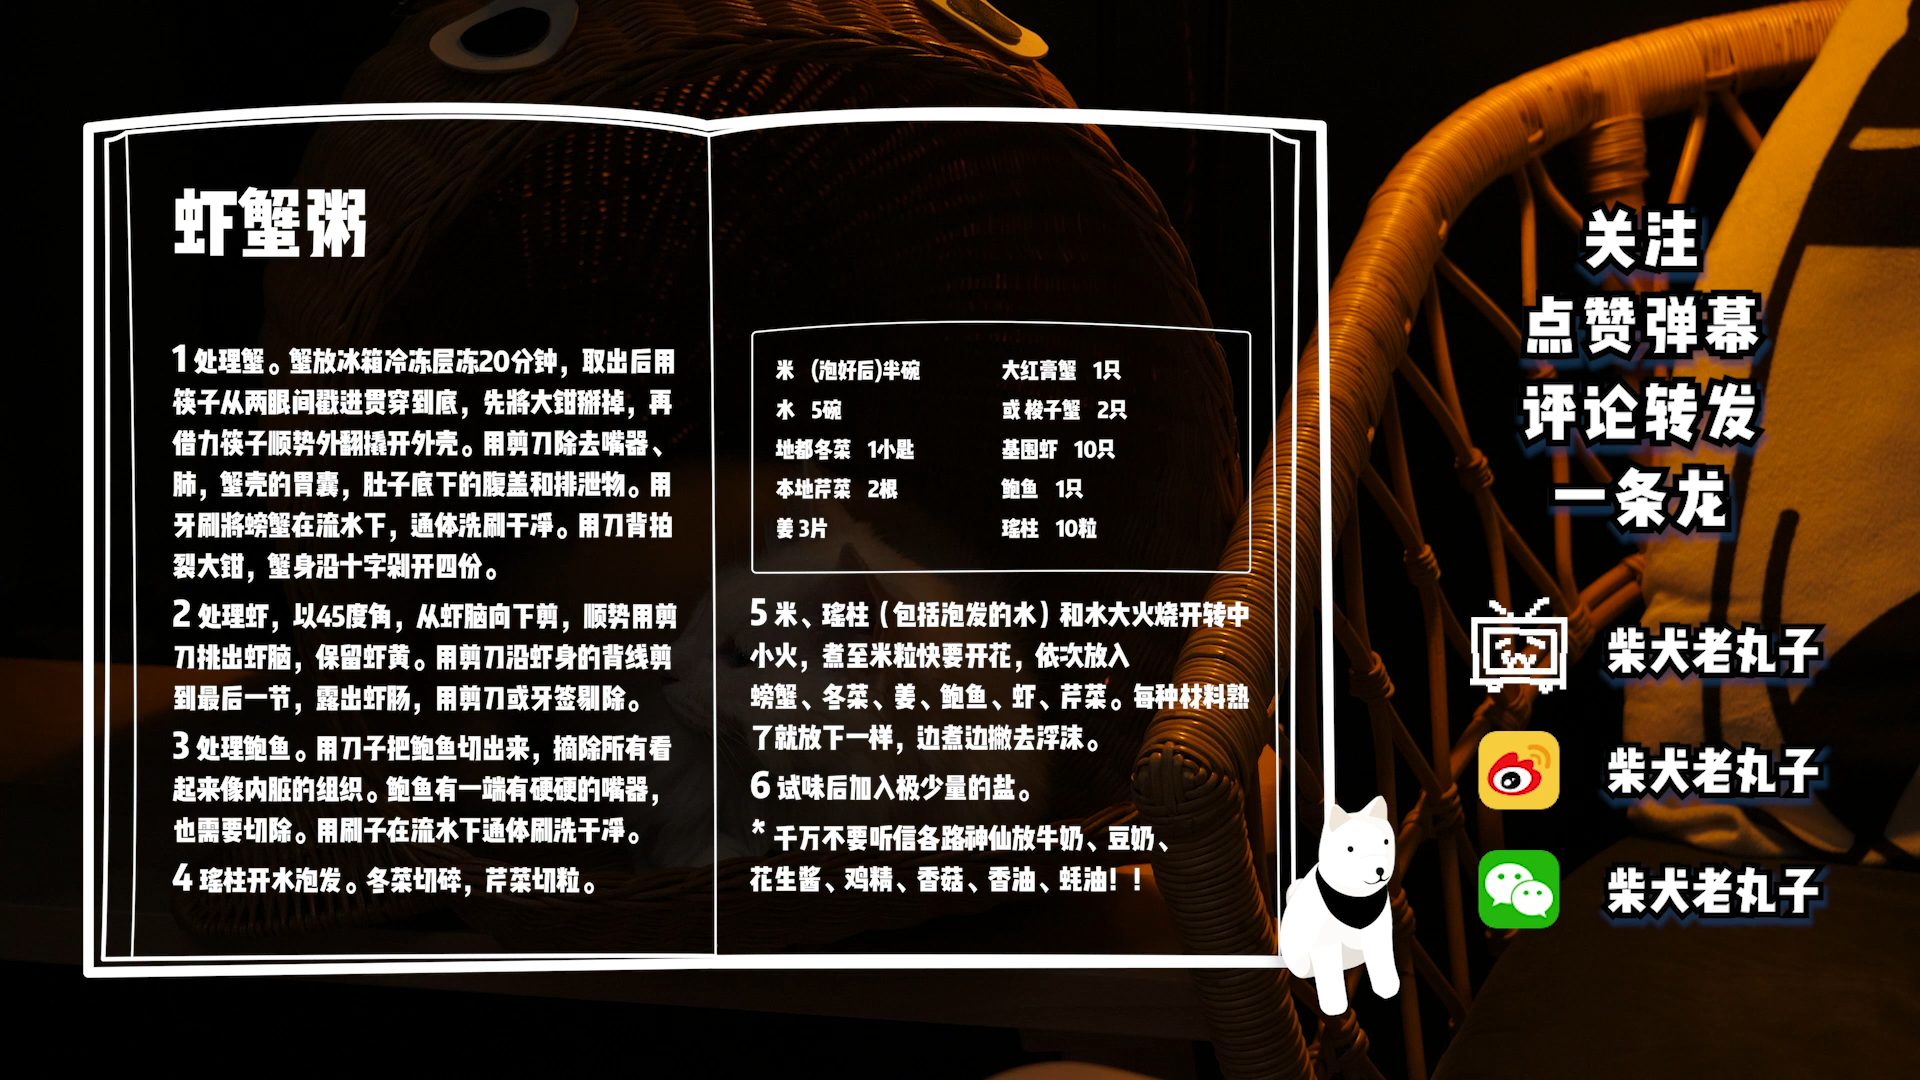 虾蟹粥
1 处理蟹。蟹放冰箱冷冻层冻20分钟，取出后用
筷子从两眼间戳进贯穿到底，先將大钳掰掉，再
借力筷子顺势外翻撬开外壳。用剪刀除去嘴器、
肺，蟹壳的胃囊，肚子底下的腹盖和排泄物。用
牙刷將螃蟹在流水下，通体洗刷干净。用刀背拍
裂大钳，蟹身沿十字剁开四份。
2 处理虾，以45度角，从虾脑向下剪，顺势用剪
刀挑出虾脑，保留虾黄。用剪刀沿虾身的背线剪
到最后一节，露出虾肠，用剪刀或牙签剔除。
3 处理鲍鱼。用刀子把鲍鱼切出来，摘除所有看
起来像内脏的组织。鲍鱼有一端有硬硬的嘴器，
也需要切除。用刷子在流水下通体刷洗干净。
4 瑶柱开水泡发。冬菜切碎，芹菜切粒。
米 (泡好后)半碗
水 5碗
地都冬菜 1小匙
本地芹菜 2根
姜 3片
大红膏蟹 1只
或 梭子蟹 2只
基围虾 10只
鲍鱼 1只
瑶柱 10粒
5 米、瑶柱（包括泡发的水）和水大火烧开转中
小火，煮至米粒快要开花，依次放入
螃蟹、冬菜、姜、鲍鱼、虾、芹菜。每种材料熟
了就放下一样，边煮边撇去浮沫。
6 试味后加入极少量的盐。
* 千万不要听信各路神仙放牛奶、豆奶、
花生酱、鸡精、香菇、香油、蚝油！！
关注
点赞弹幕
评论转发
一条龙
柴犬老丸子
柴犬老丸子
柴犬老丸子